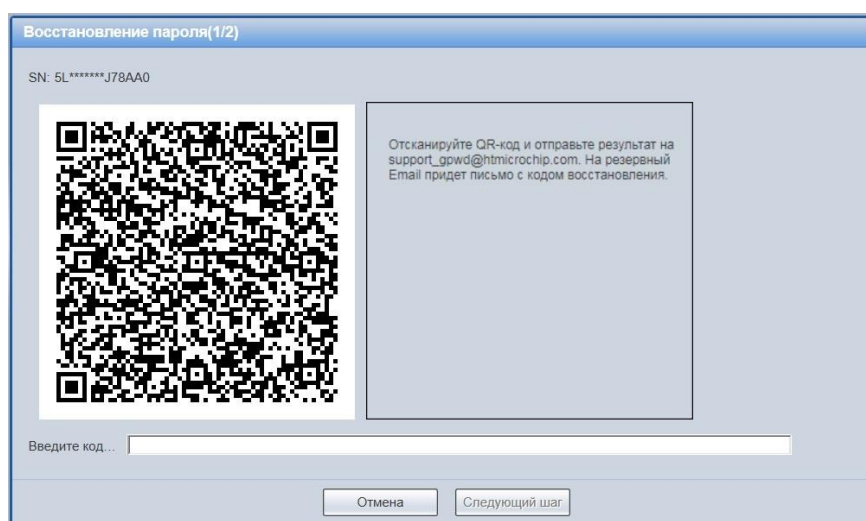 Восстановление пароля(1/2)
SN: 5L*******J78AA0
Отсканируйте QR-код и отправьте результат на
support_gpwd@htmicrochip.com. На резервный
Email придет письмо с кодом восстановления.
Введите код...
Отмена
Следующий шаг